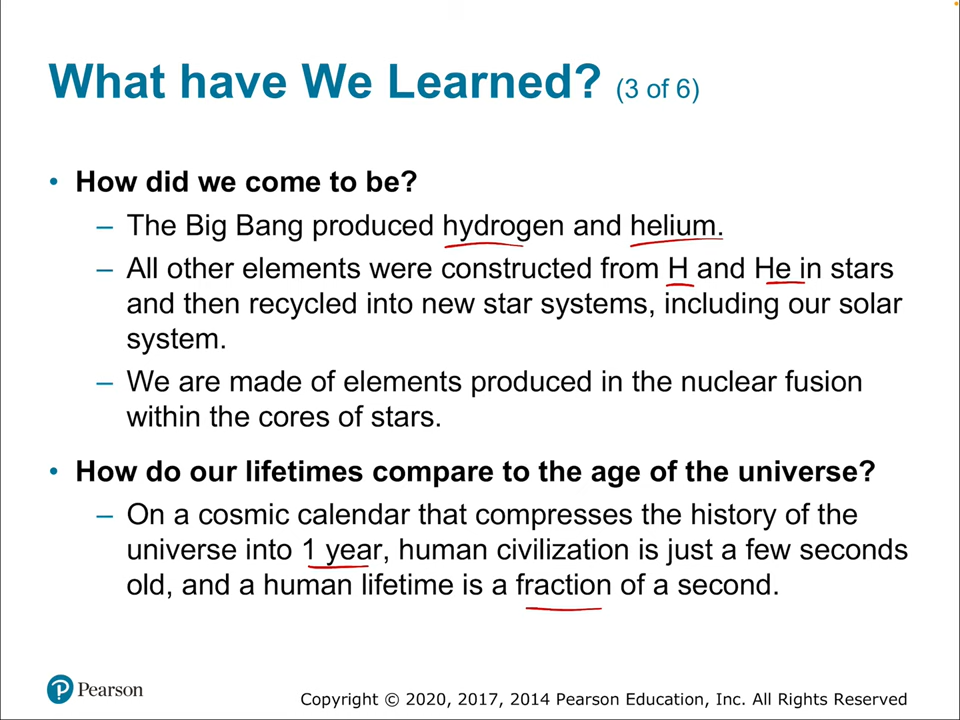 What have We Learned? (3 of 6)
• How did we come to be?
– The Big Bang produced hydrogen and helium.
– All other elements were constructed from H and He in stars
and then recycled into new star systems, including our solar
system.
– We are made of elements produced in the nuclear fusion
within the cores of stars.
• How do our lifetimes compare to the age of the universe?
– On a cosmic calendar that compresses the history of the
universe into 1 year, human civilization is just a few seconds
old, and a human lifetime is a fraction of a second.
Pearson
Copyright © 2020, 2017, 2014 Pearson Education, Inc. All Rights Reserved